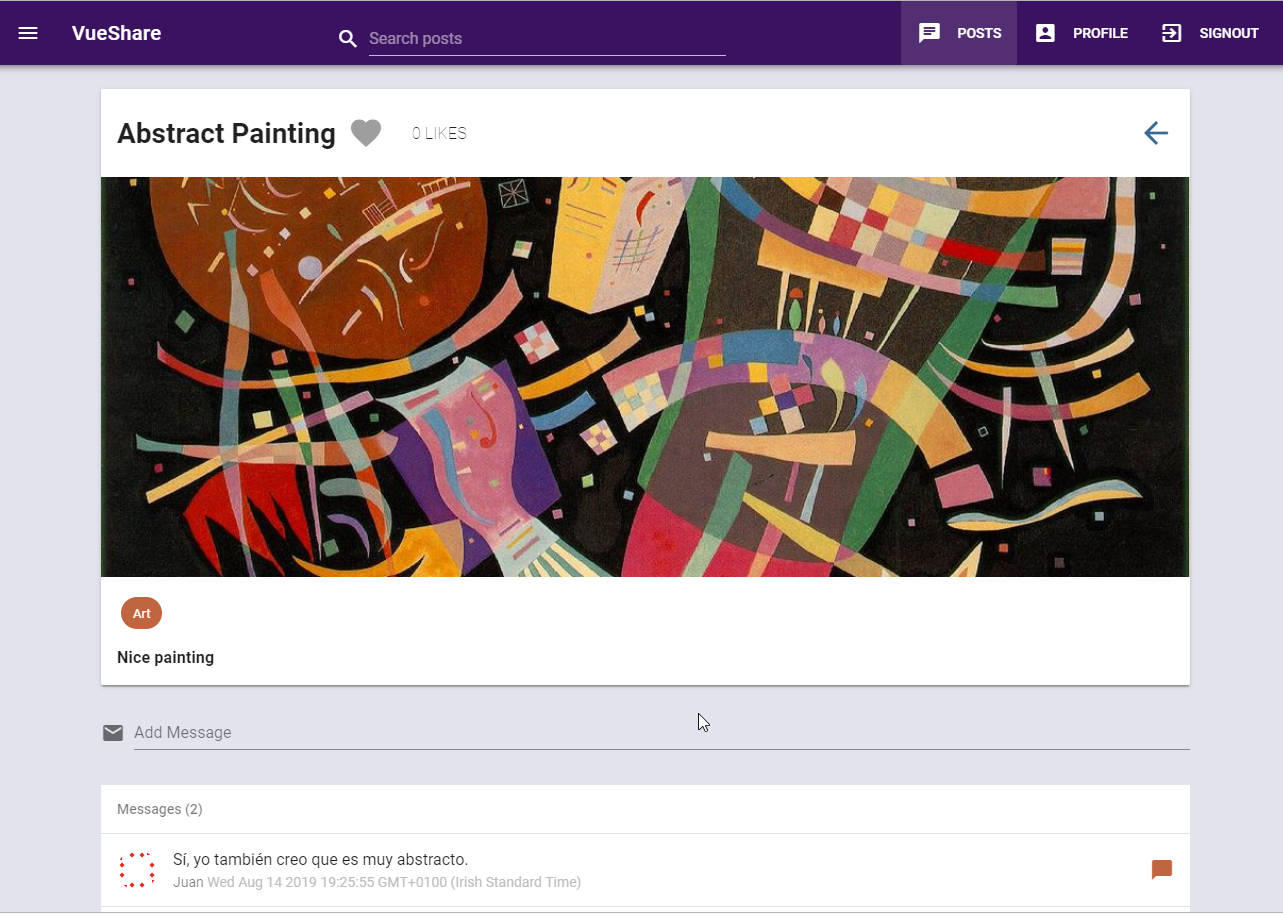 VueShare
Search posts
POSTS
PROFILE
SIGNOUT
Abstract Painting
0 LIKES
Art
Nice painting
Add Message
Messages (2)
Sí, yo también creo que es muy abstracto.
Juan Wed Aug 14 2019 19:25:55 GMT+0100 (Irish Standard Time)